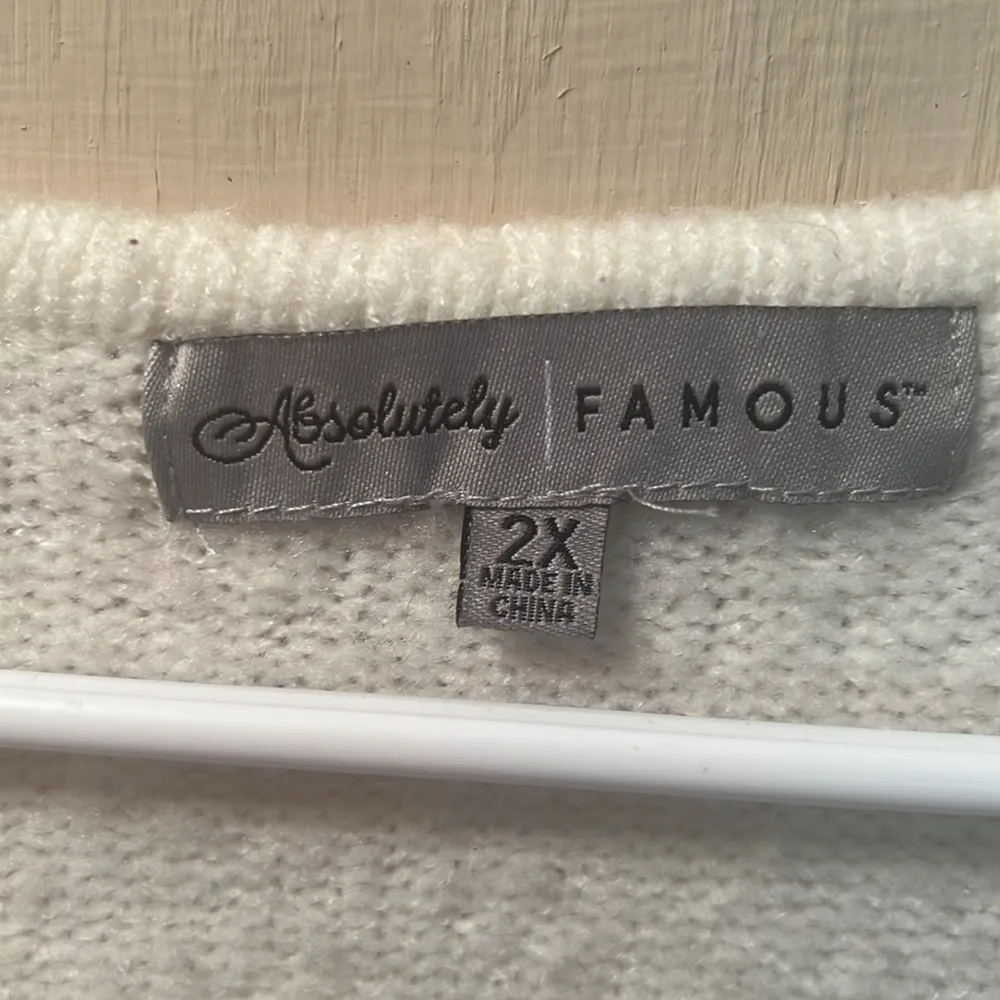 Absolutely | FAMOUS™
2X
MADE IN
CHINA